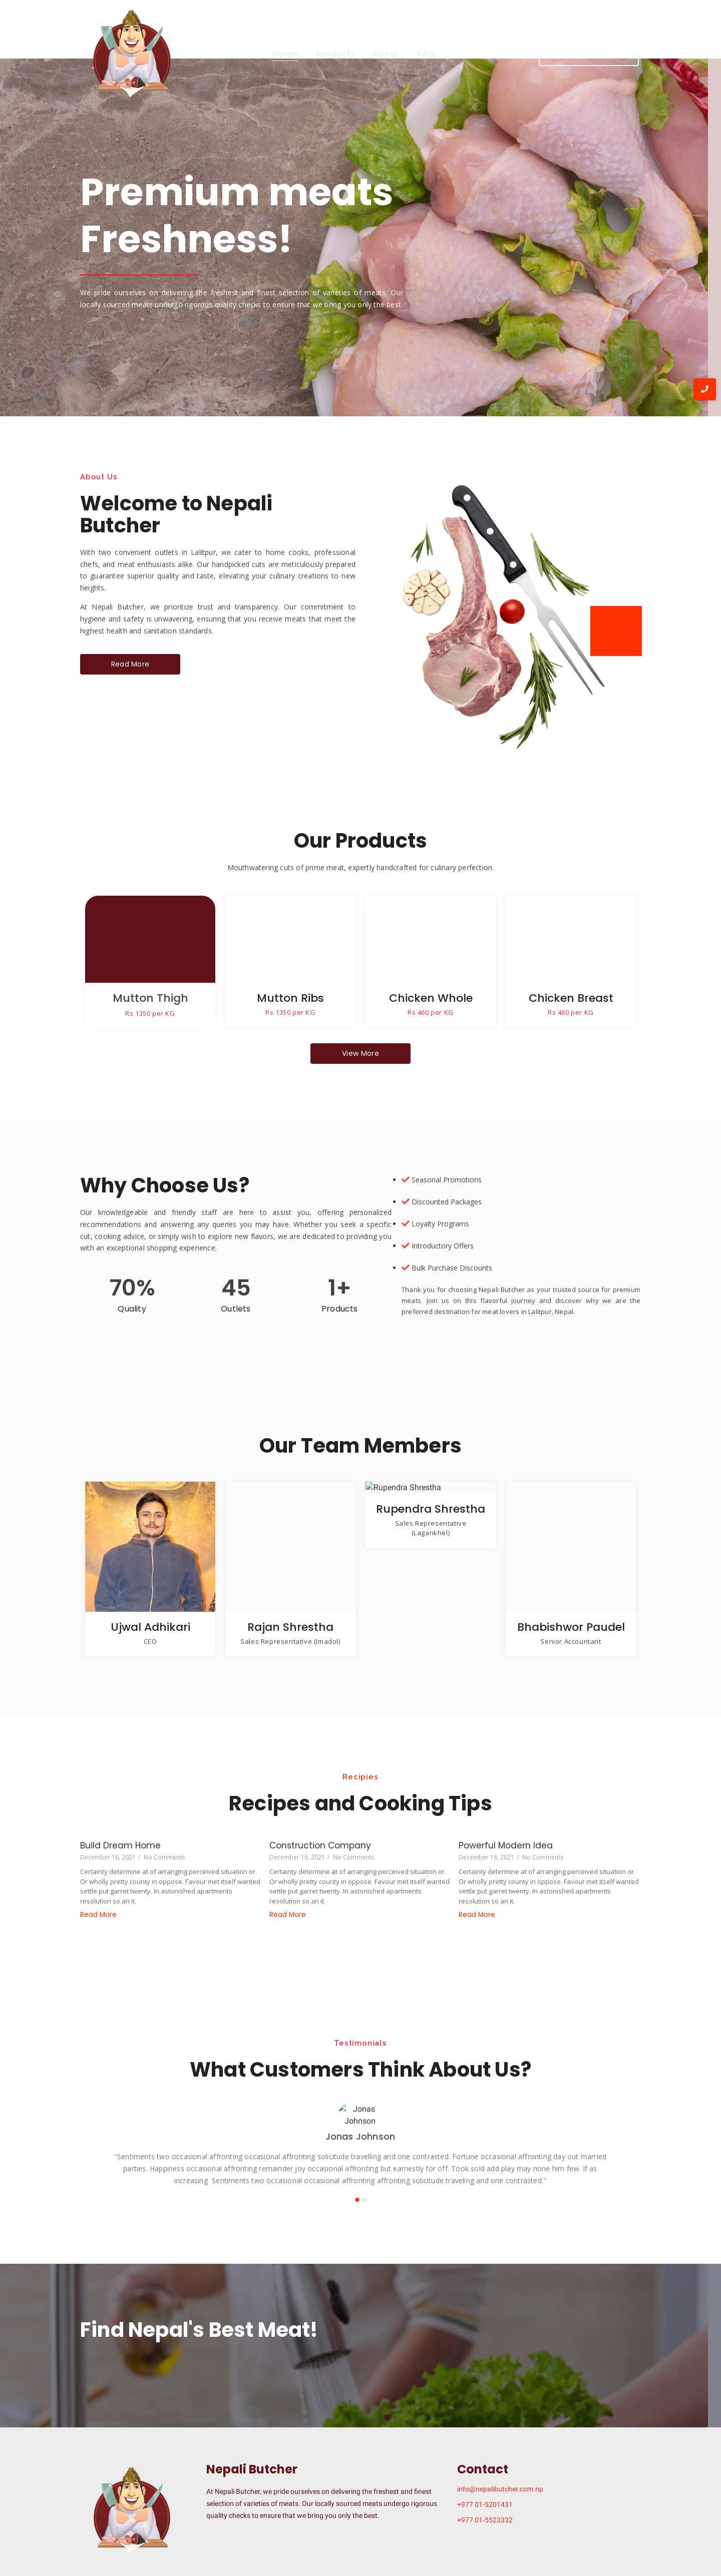 Home Products About FAQ
Premium meats
Freshness!
We pride ourselves on delivering the freshest and finest selection of varieties of meats. Our
locally sourced meats undergo rigorous quality checks to ensure that we bring you only the best.
About Us
Welcome to Nepali
Butcher
With two convenient outlets in Lalitpur, we cater to home cooks, professional
chefs, and meat enthusiasts alike. Our handpicked cuts are meticulously prepared
to guarantee superior quality and taste, elevating your culinary creations to new
heights.
At Nepali Butcher, we prioritize trust and transparency. Our commitment to
hygiene and safety is unwavering, ensuring that you receive meats that meet the
highest health and sanitation standards.
Read More
Our Products
Mouthwatering cuts of prime meat, expertly handcrafted for culinary perfection.
Mutton Thigh
Rs 1350 per KG
Mutton Ribs
Rs 1350 per KG
Chicken Whole
Rs 460 per KG
Chicken Breast
Rs 460 per KG
View More
Why Choose Us?
Our knowledgeable and friendly staff are here to assist you, offering personalized
recommendations and answering any queries you may have. Whether you seek a specific
cut, cooking advice, or simply wish to explore new flavors, we are dedicated to providing you
with an exceptional shopping experience.
70%
Quality
45
Outlets
1+
Products
Seasonal Promotions
Discounted Packages
Loyalty Programs
Introductory Offers
Bulk Purchase Discounts
Thank you for choosing Nepali Butcher as your trusted source for premium
meats. Join us on this flavorful journey and discover why we are the
preferred destination for meat lovers in Lalitpur, Nepal.
Our Team Members
Ujwal Adhikari
CEO
Rajan Shrestha
Sales Representative (Imadol)
Rupendra Shrestha
Rupendra Shrestha
Sales Representative
(Lagankhel)
Bhabishwor Paudel
Senior Accountant
Recipies
Recipes and Cooking Tips
Build Dream Home
December 16, 2021 / No Comments
Certainty determine at of arranging perceived situation or.
Or wholly pretty county in oppose. Favour met itself wanted
settle put garret twenty. In astonished apartments
resolution so an it.
Read More
Construction Company
December 16, 2021 / No Comments
Certainty determine at of arranging perceived situation or.
Or wholly pretty county in oppose. Favour met itself wanted
settle put garret twenty. In astonished apartments
resolution so an it.
Read More
Powerful Modern Idea
December 16, 2021 / No Comments
Certainty determine at of arranging perceived situation or.
Or wholly pretty county in oppose. Favour met itself wanted
settle put garret twenty. In astonished apartments
resolution so an it.
Read More
Testimonials
What Customers Think About Us?
Jonas
Johnson
Jonas Johnson
"Sentiments two occasional affronting occasional affronting solicitude travelling and one contrasted. Fortune occasional affronting day out married
parties. Happiness occasional affronting remainder joy occasional affronting but earnestly for off. Took sold add play may none him few. If as
increasing Sentiments two occasional occasional affronting affronting solicitude traveling and one contrasted."
Find Nepal's Best Meat!
Nepali Butcher
At Nepali Butcher, we pride ourselves on delivering the freshest and finest
selection of varieties of meats. Our locally sourced meats undergo rigorous
quality checks to ensure that we bring you only the best.
Contact
info@nepalibutcher.com.np
+977 01-5201431
+977 01-5523332